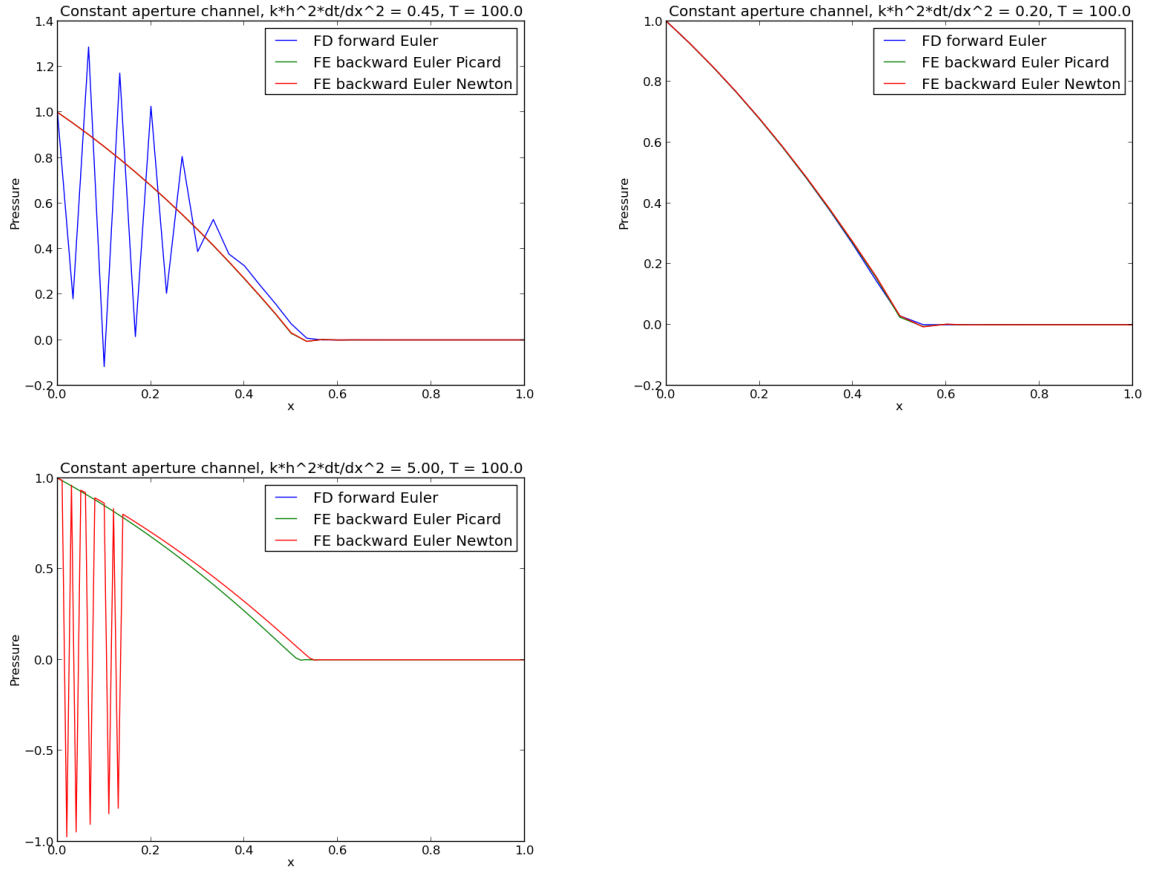 Constant aperture channel, k*h^2*dt/dx^2 = 0.45, T = 100.0
1.4
1.2
1.0
0.8
0.6
0.4
0.2
0.0
−0.2
Pressure
FD forward Euler
FE backward Euler Picard
FE backward Euler Newton
0.0 0.2 0.4 0.6 0.8 1.0
x
Constant aperture channel, k*h^2*dt/dx^2 = 0.20, T = 100.0
1.0
0.8
0.6
0.4
0.2
0.0
−0.2
Pressure
FD forward Euler
FE backward Euler Picard
FE backward Euler Newton
0.0 0.2 0.4 0.6 0.8 1.0
x
Constant aperture channel, k*h^2*dt/dx^2 = 5.00, T = 100.0
1.0
0.5
0.0
−0.5
−1.0
Pressure
FD forward Euler
FE backward Euler Picard
FE backward Euler Newton
0.0 0.2 0.4 0.6 0.8 1.0
x